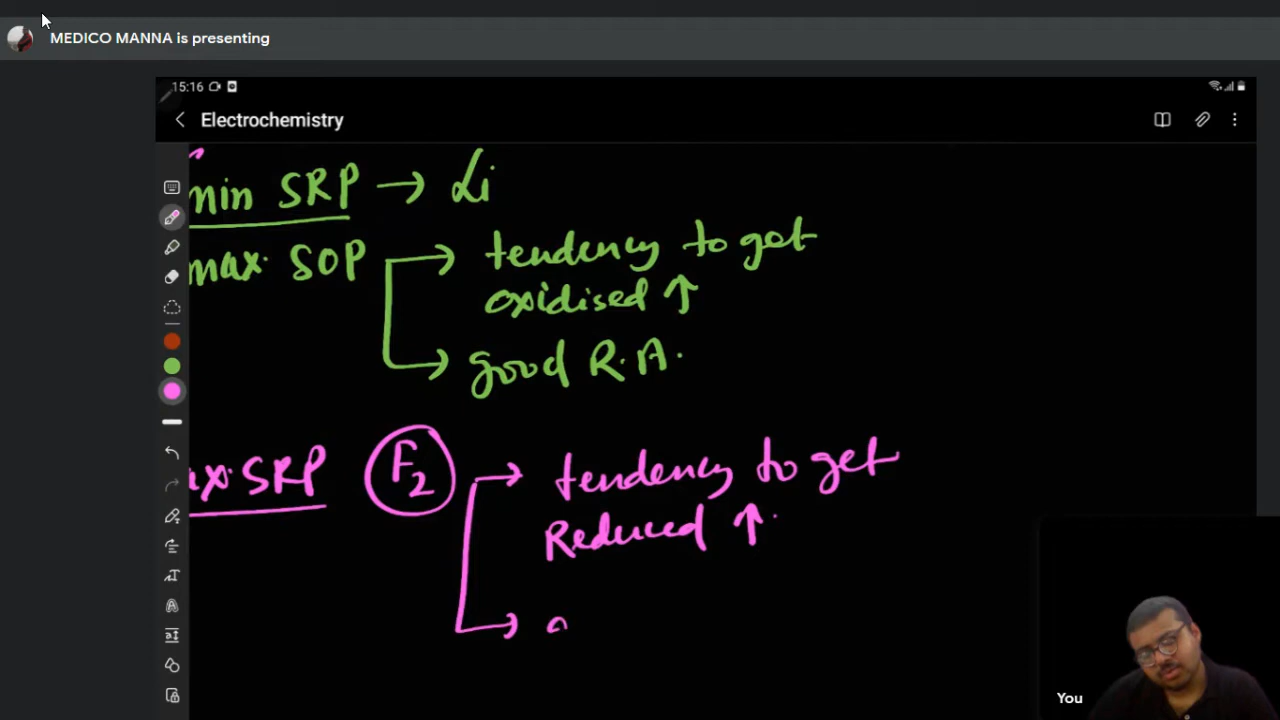 MEDICO MANNA is presenting
15:16
Electrochemistry
min SRP → Li
max. SOP → tendency to get
oxidised ↑
→ good R.A.
x. SRP F₂ → tendency to get
Reduced ↑
→
You